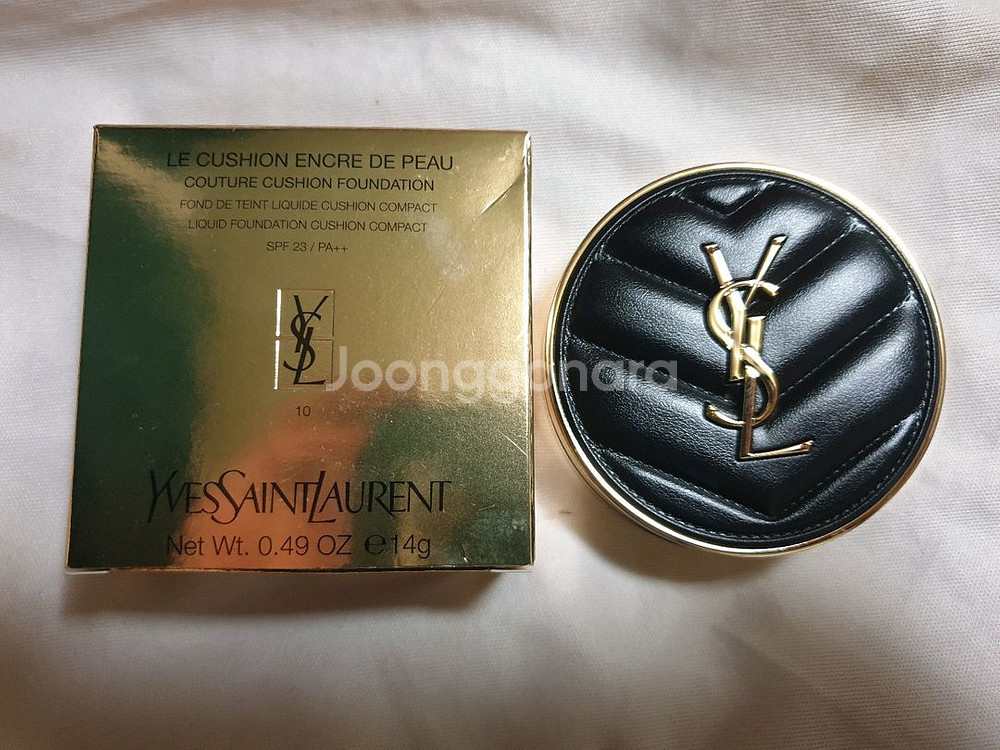 LE CUSHION ENCRE DE PEAU
COUTURE CUSHION FOUNDATION
FOND DE TEINT LIQUIDE CUSHION COMPACT
LIQUID FOUNDATION CUSHION COMPACT
SPF 23 / PA++
YSL
10
YVESSAINTLAURENT
Net Wt. 0.49 OZ e14g
YSL
Joonggonara